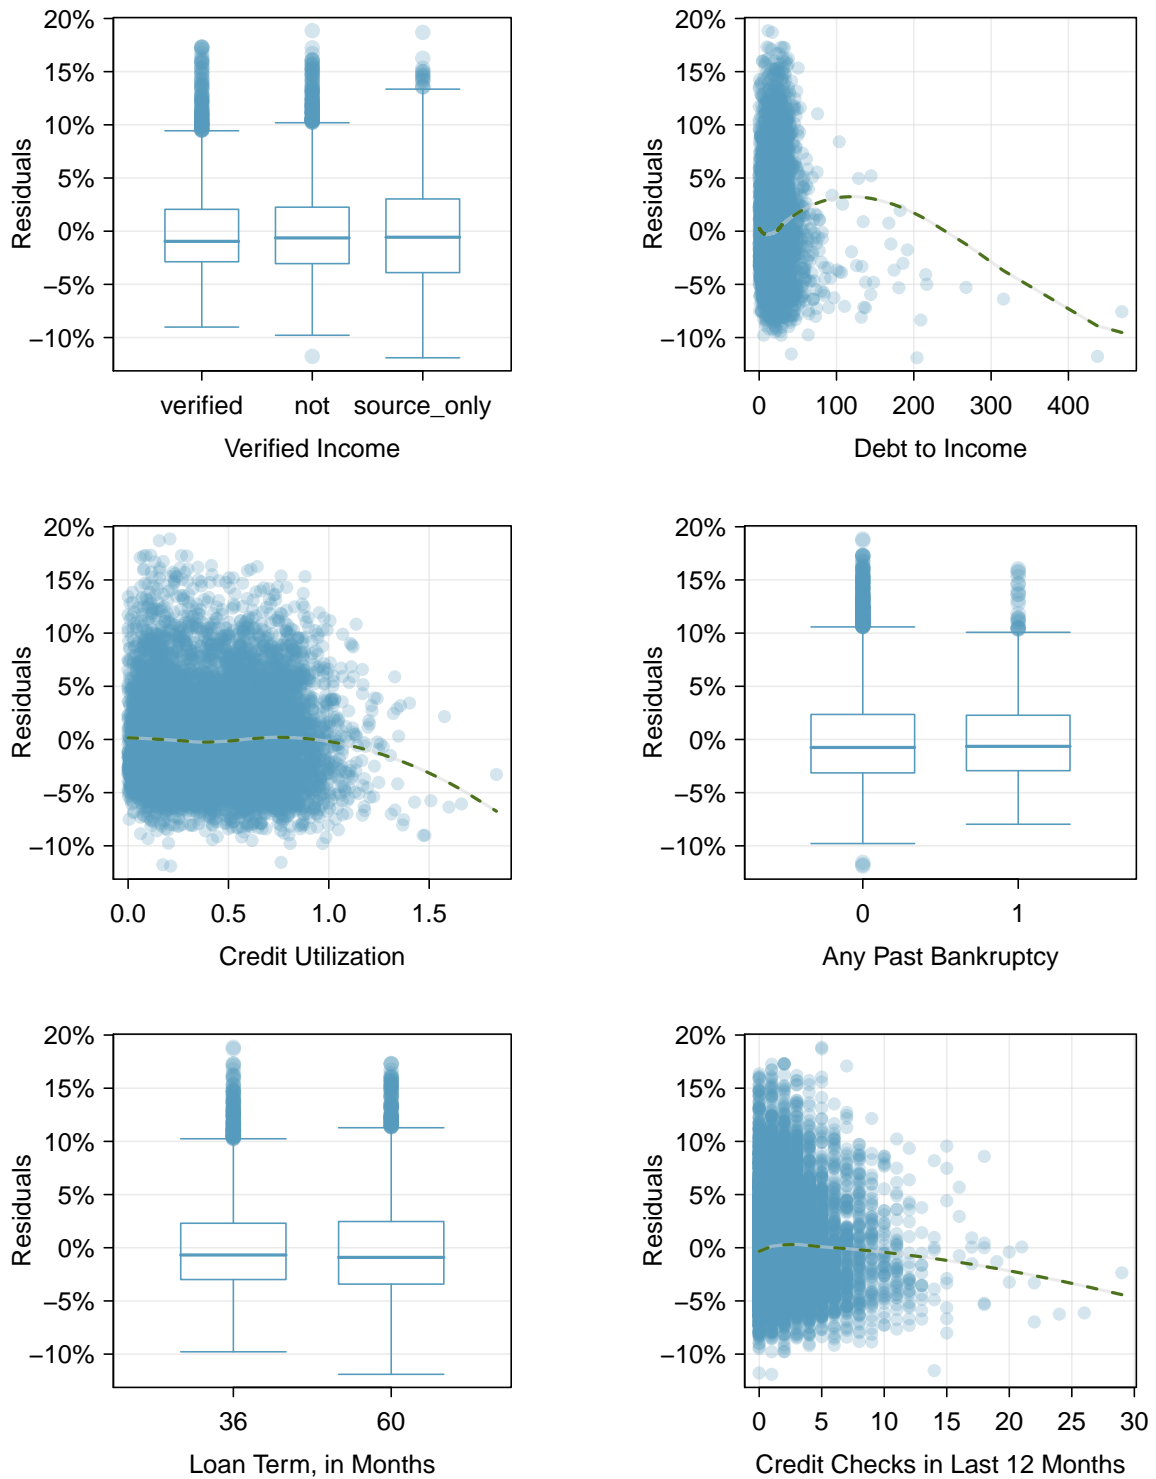 20%
15%
10%
5%
0%
−5%
−10%
Residuals
verified not source_only
Verified Income
20%
15%
10%
5%
0%
−5%
−10%
Residuals
0 100 200 300 400
Debt to Income
20%
15%
10%
5%
0%
−5%
−10%
Residuals
0.0 0.5 1.0 1.5
Credit Utilization
20%
15%
10%
5%
0%
−5%
−10%
Residuals
0 1
Any Past Bankruptcy
20%
15%
10%
5%
0%
−5%
−10%
Residuals
36 60
Loan Term, in Months
20%
15%
10%
5%
0%
−5%
−10%
Residuals
0 5 10 15 20 25 30
Credit Checks in Last 12 Months